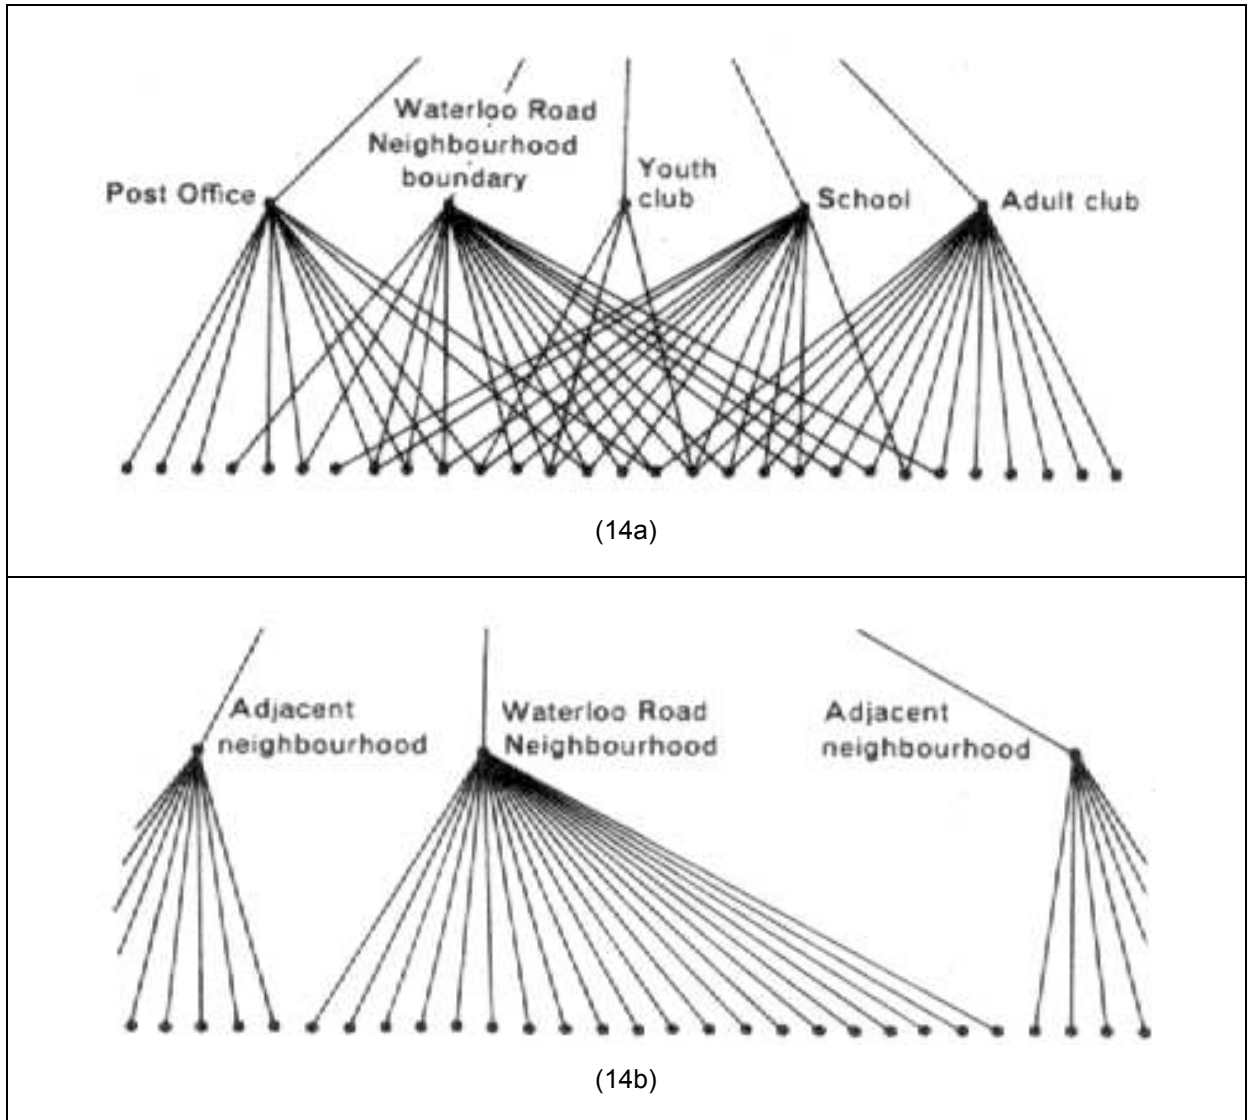 Waterloo Road
Neighbourhood
boundary
Post Office
Youth
club
School
Adult club
(14a)
Adjacent
neighbourhood
Waterloo Road
Neighbourhood
Adjacent
neighbourhood
(14b)